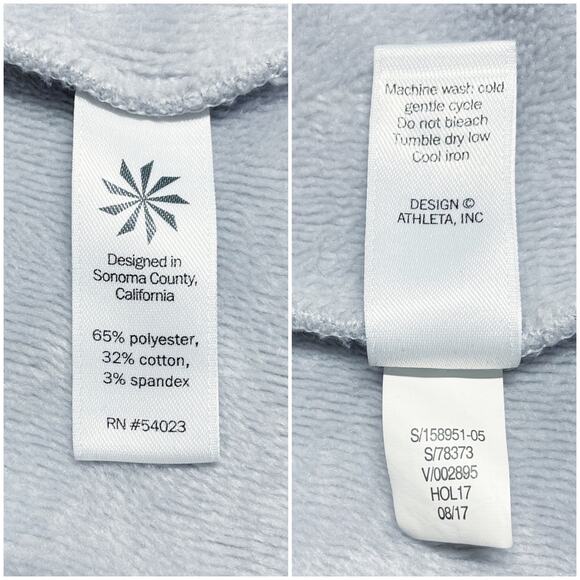 Designed in
Sonoma County,
California
65% polyester,
32% cotton,
3% spandex
RN #54023
Machine wash cold
gentle cycle
Do not bleach
Tumble dry low
Cool iron
DESIGN ©
ATHLETA, INC
S/158951-05
S/78373
V/002895
HOL17
08/17